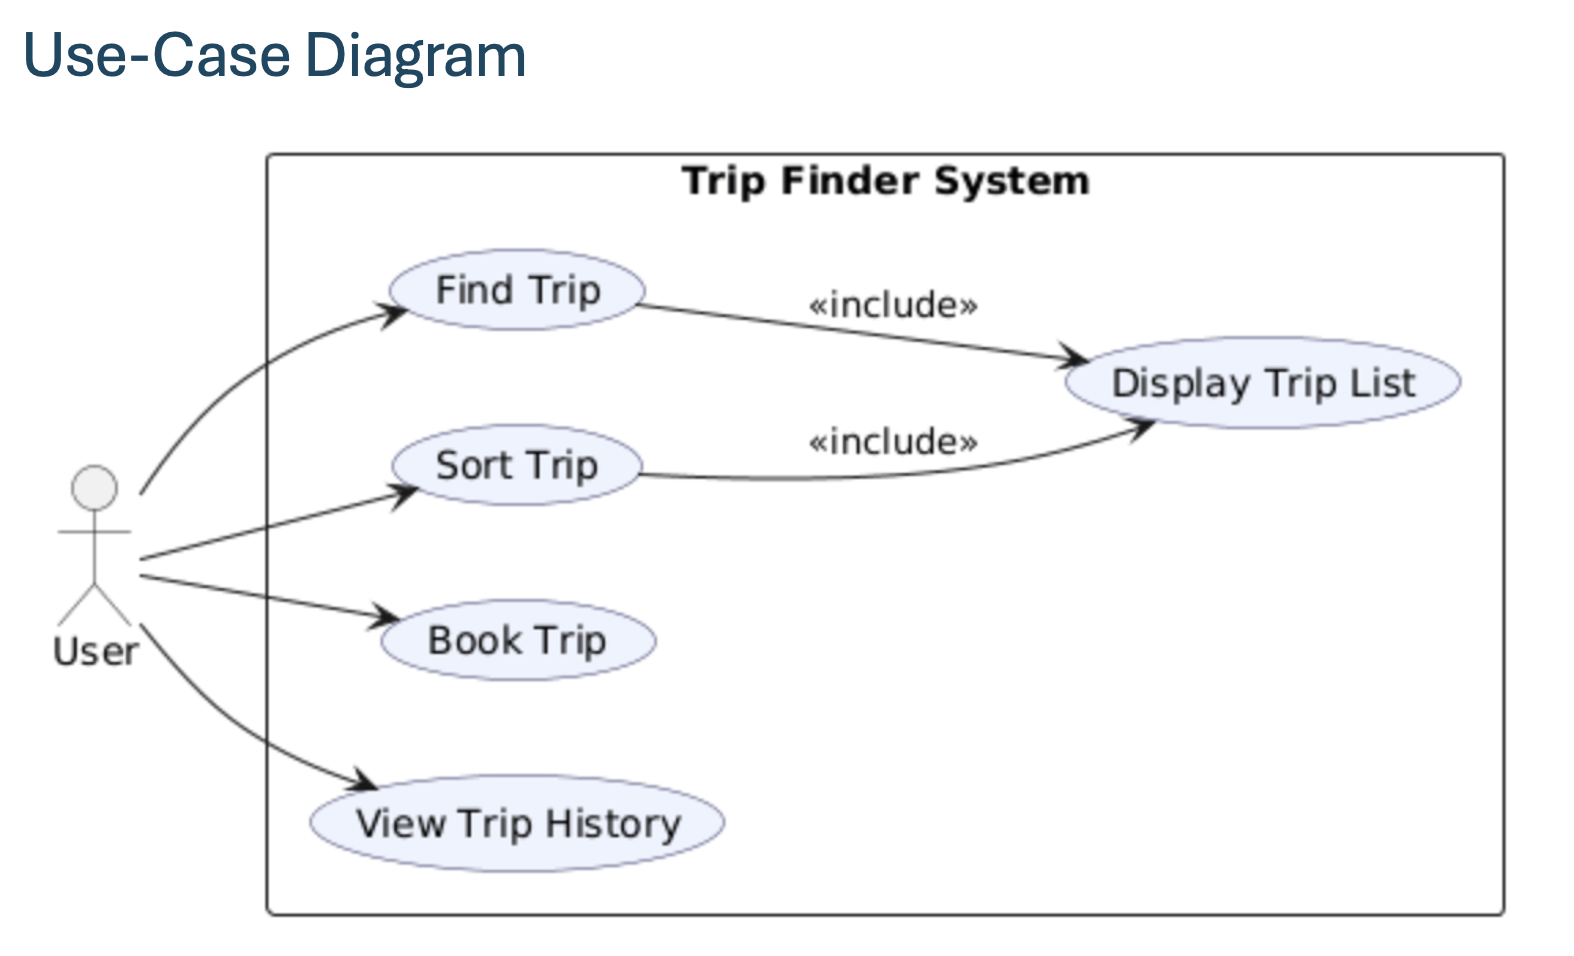 Use-Case Diagram
Trip Finder System
Find Trip
«include»
Display Trip List
Sort Trip
«include»
Book Trip
User
View Trip History